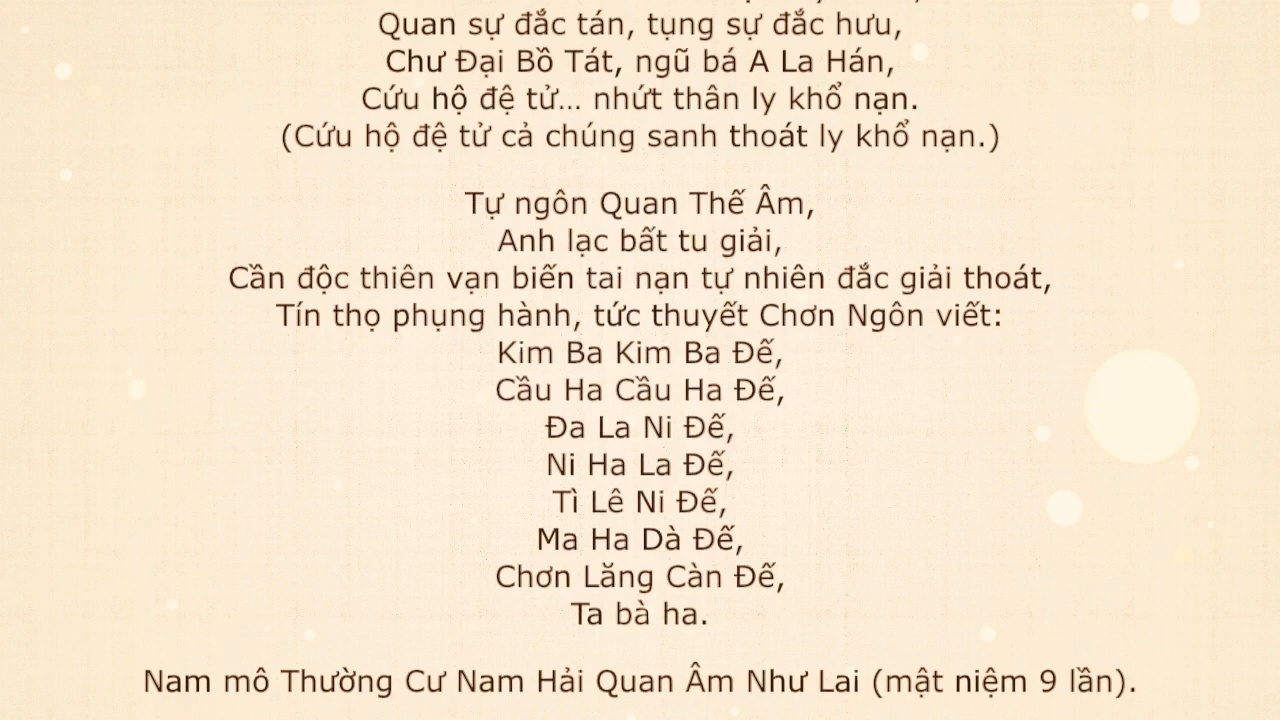 Quan sự đắc tán, tụng sự đắc hưu,
Chư Đại Bồ Tát, ngũ bá A La Hán,
Cứu hộ đệ tử... nhứt thân ly khổ nạn.
(Cứu hộ đệ tử cả chúng sanh thoát ly khổ nạn.)
Tự ngôn Quan Thế Âm,
Anh lạc bất tu giải,
Cần độc thiên vạn biến tai nạn tự nhiên đắc giải thoát,
Tín thọ phụng hành, tức thuyết Chơn Ngôn viết:
Kim Ba Kim Ba Đế,
Cầu Ha Cầu Ha Đế,
Đa La Ni Đế,
Ni Ha La Đế,
Tì Lê Ni Đế,
Ma Ha Dà Đế,
Chơn Lăng Càn Đế,
Ta bà ha.
Nam mô Thường Cư Nam Hải Quan Âm Như Lai (mật niệm 9 lần).